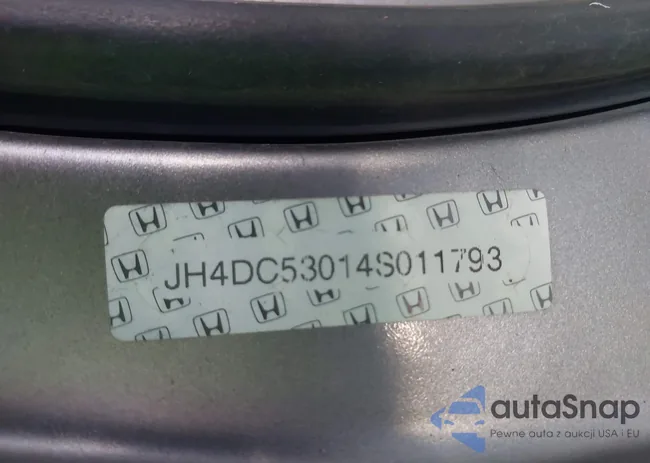 JH4DC53014S011793
autaSnap
Pewne auta z aukcji USA i EU